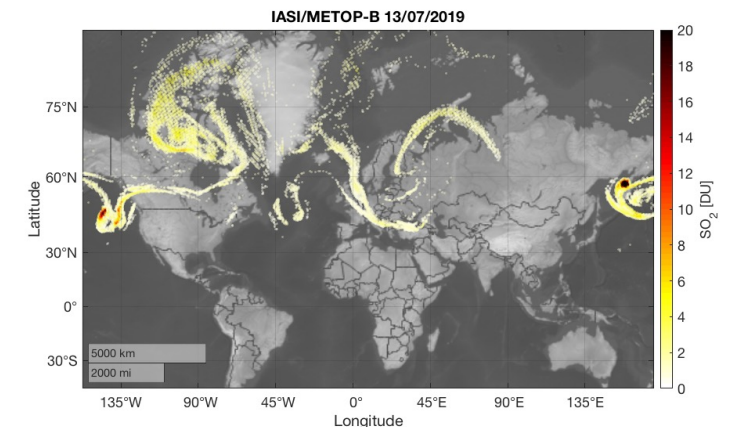 IASI/METOP-B 13/07/2019
75°N
60°N
30°N
0°
30°S
Latitude
5000 km
2000 mi
135°W 90°W 45°W 0° 45°E 90°E 135°E
Longitude
20
18
16
14
12
10
8
6
4
2
0
SO₂ [DU]